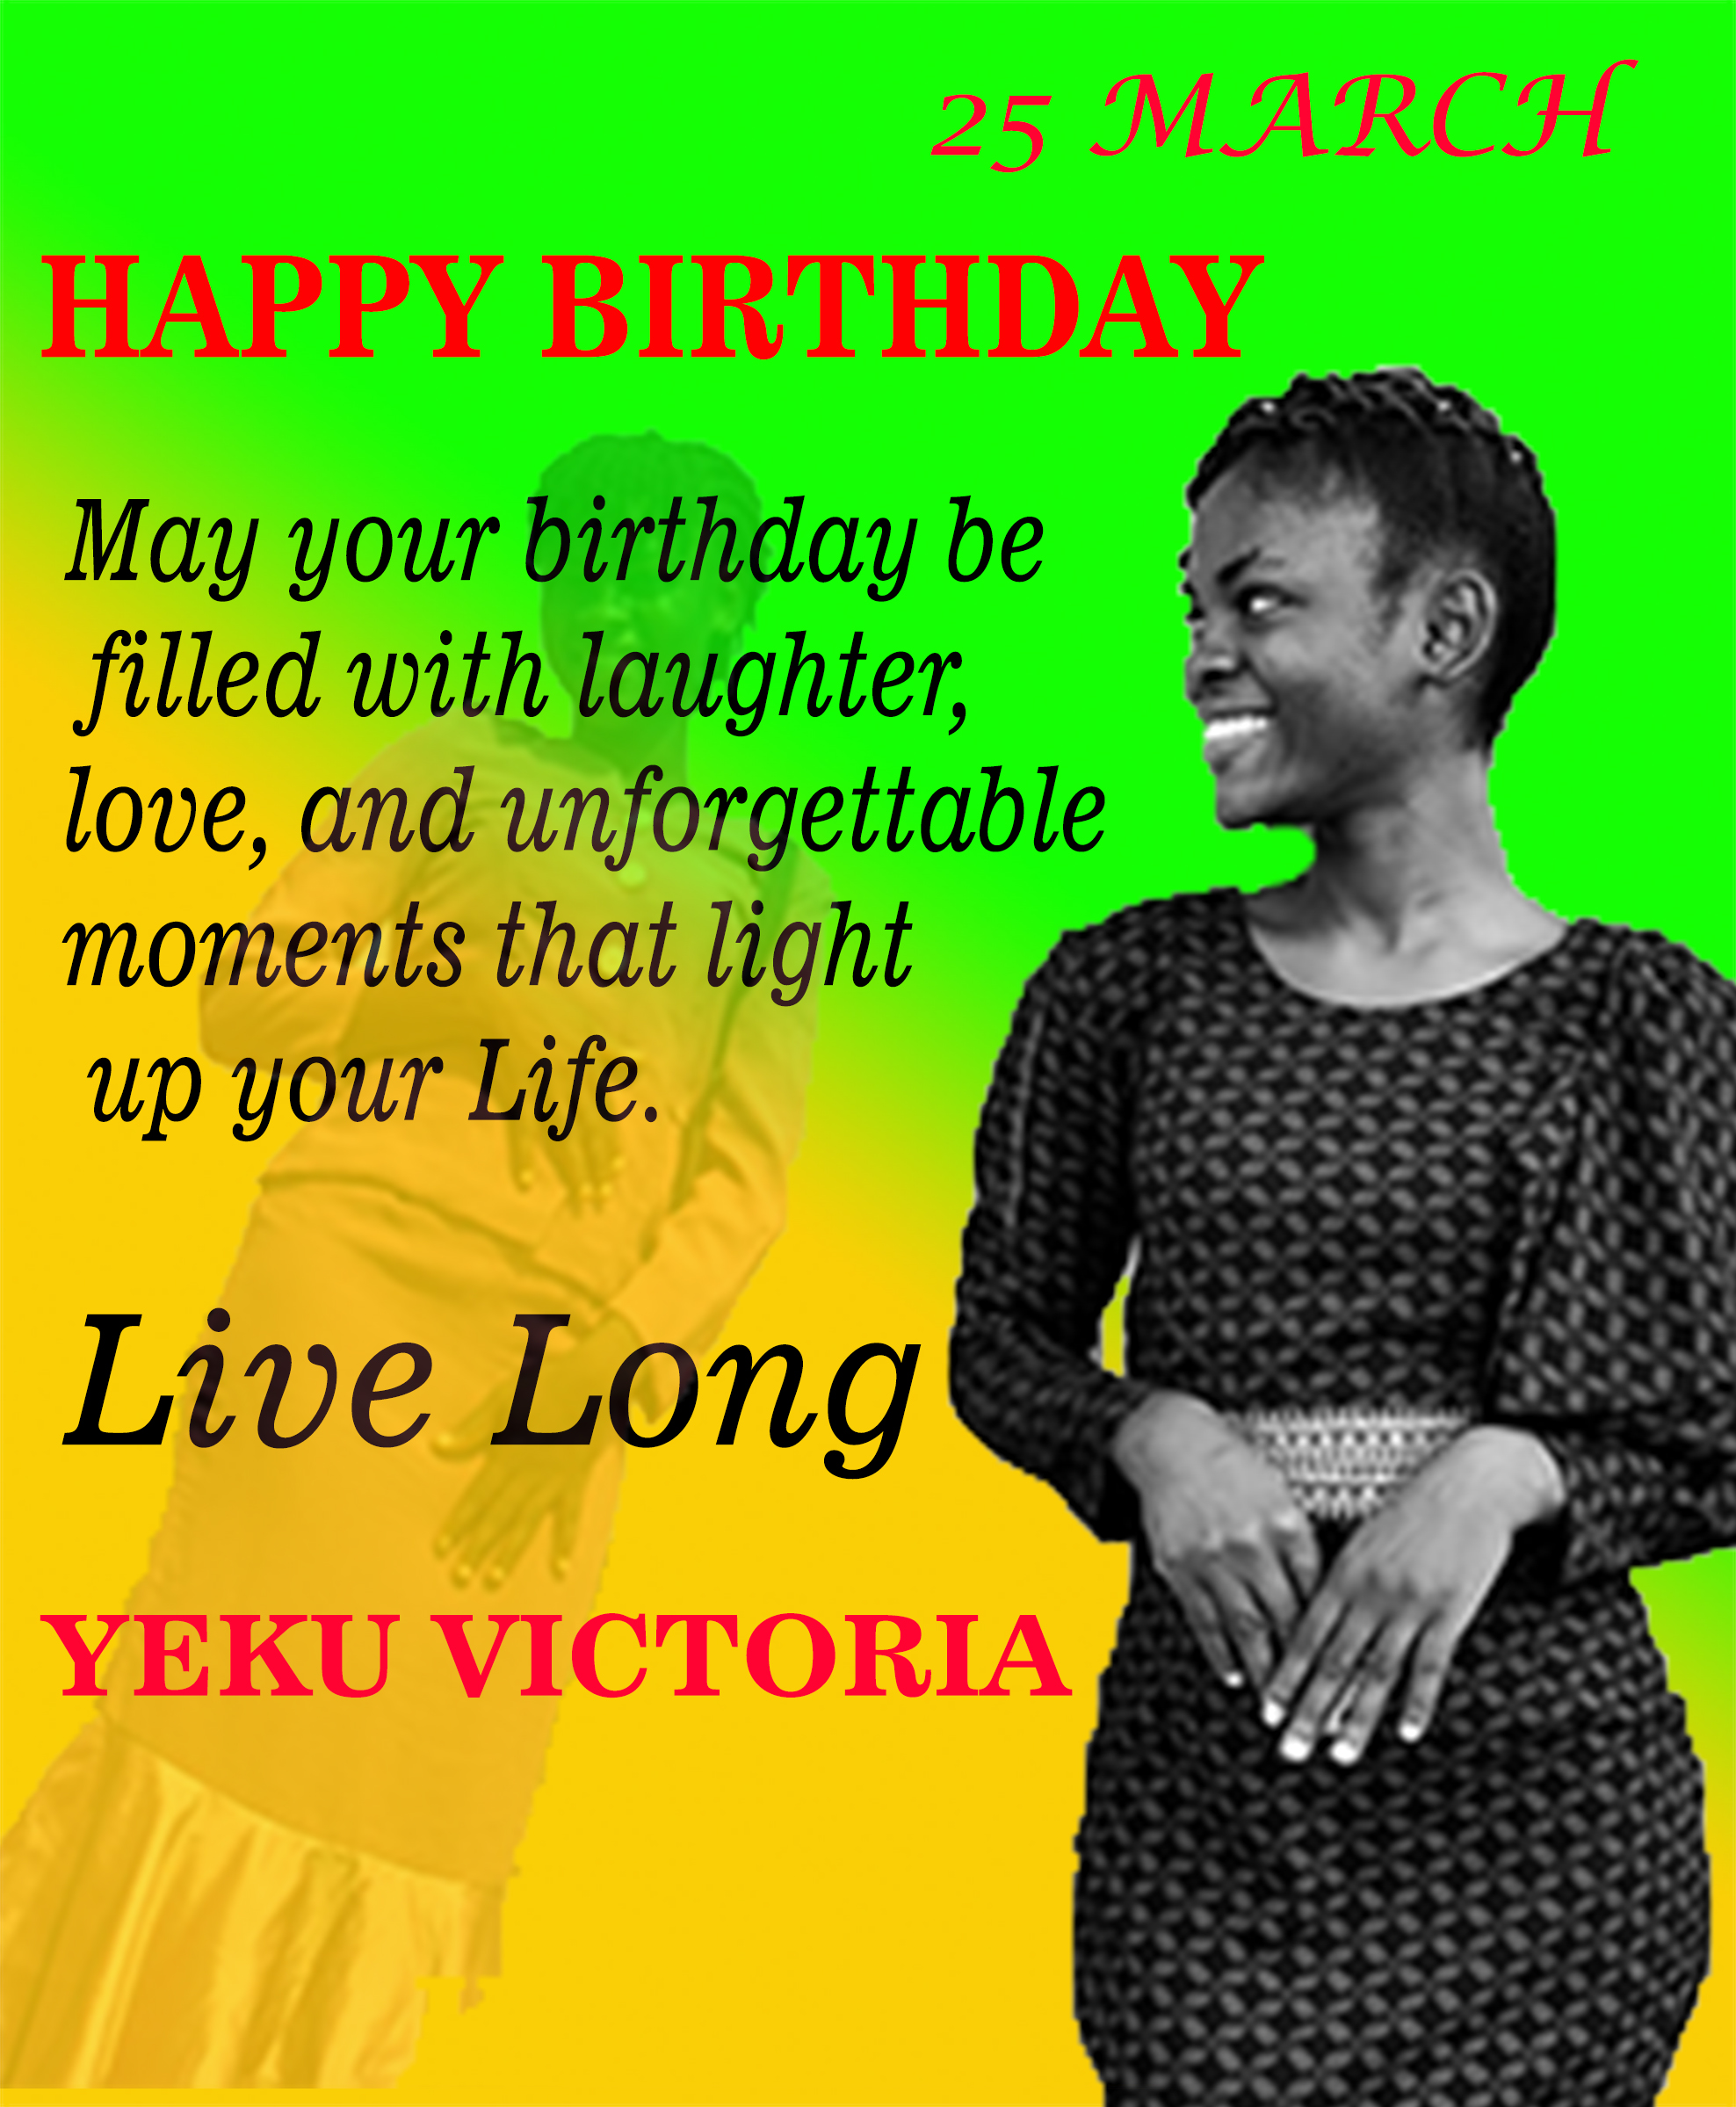 25 MARCH
HAPPY BIRTHDAY
May your birthday be
filled with laughter,
love, and unforgettable
moments that light
up your Life.
Live Long
YEKU VICTORIA